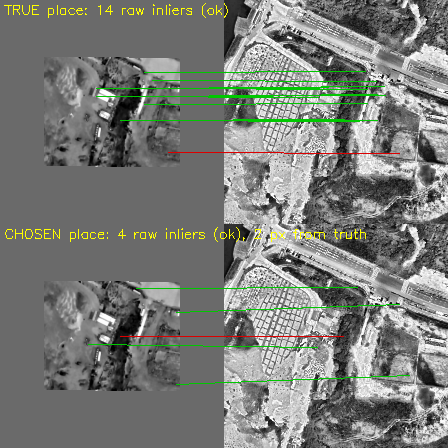 TRUE place: 14 raw inliers (ok)
CHOSEN place: 4 raw inliers (ok), from truth